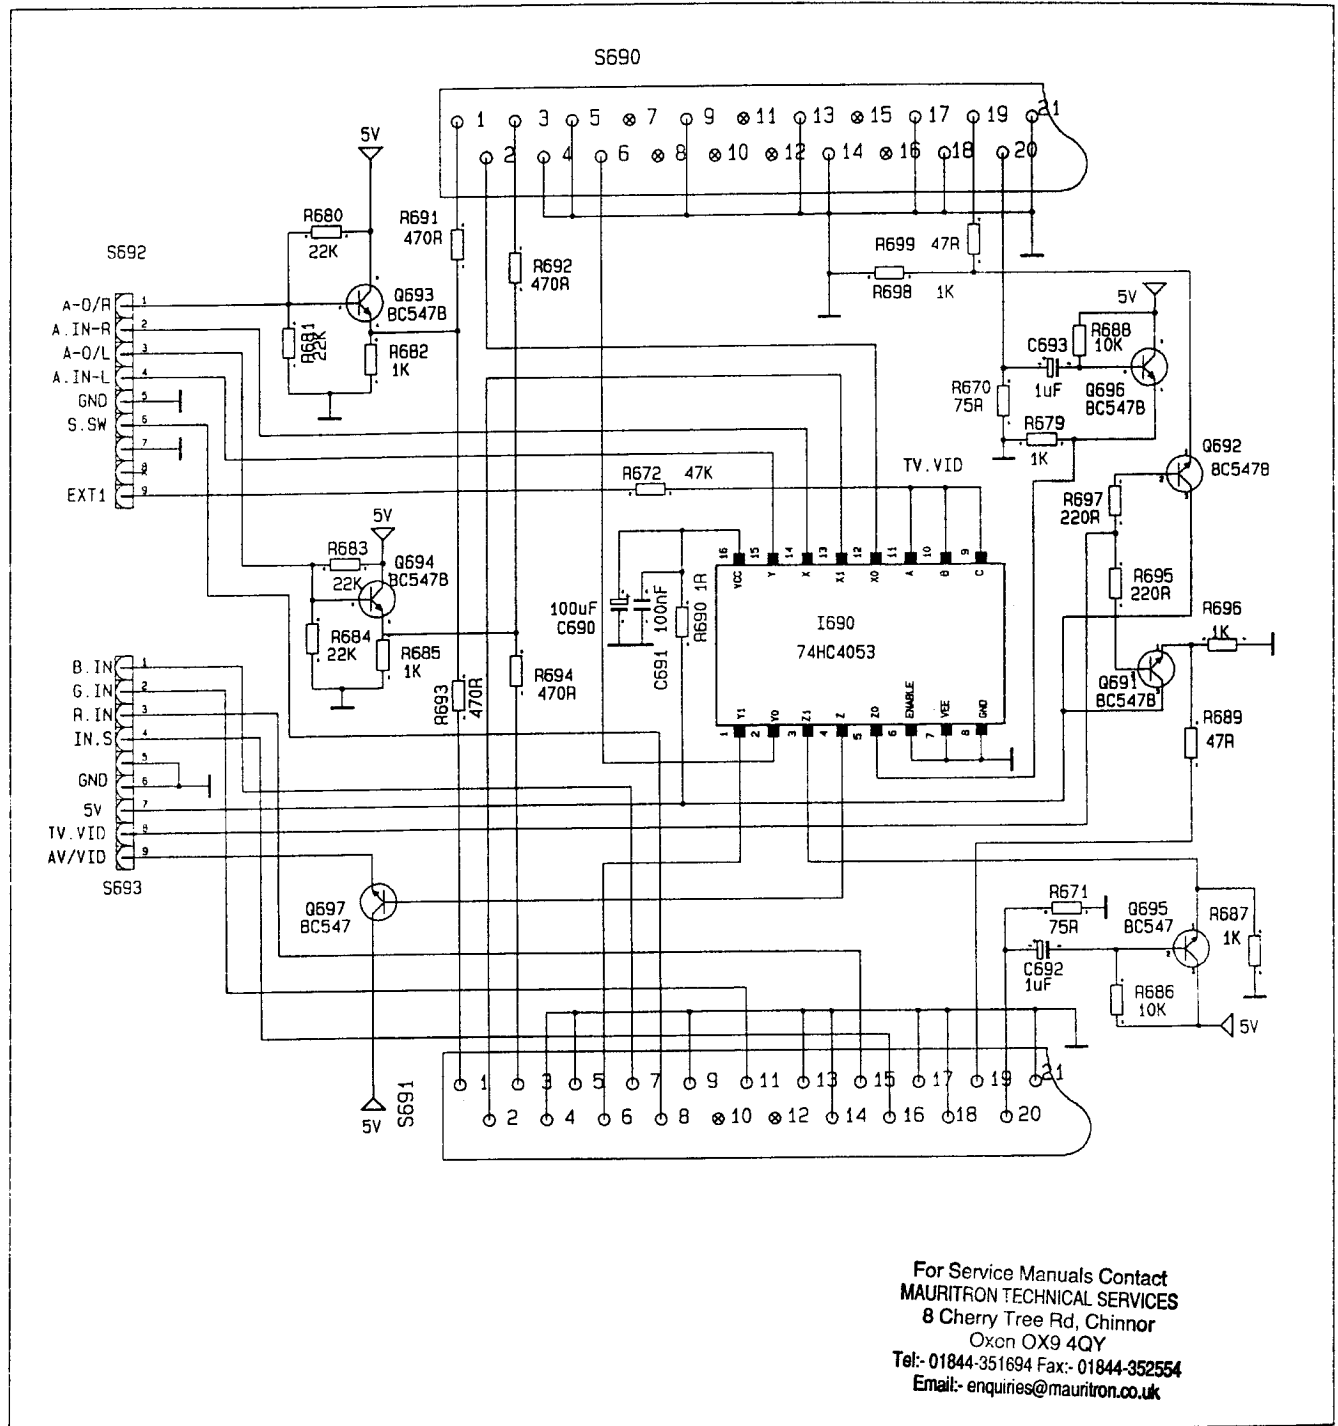 S690
1 3 5 7 9 11 13 15 17 19 21
2 4 6 8 10 12 14 16 18 20
5V
R680
22K
R691
470R
R692
470R
R699 47R
R698 1K
S692
A-O/R 1
A.IN-R 2
A-O/L 3
A.IN-L 4
GND 5
S.SW 6
7
8
EXT1 9
Q693
BC547B
R681
22K
R682
1K
5V
R688
10K
C693
1uF
Q696
BC547B
R670
75R
R679
1K
Q692
BC547B
R672 47K
TV.VID
R697
220R
5V
R683
22K
Q694
BC547B
R684
22K
R685
1K
100uF
C690
C691 100nF
R690 1R
16 15 14 13 12 11 10 9
VCC Y X X1 X0 A B C
I690
74HC4053
Y1 Y0 Z1 Z Z0 ENABLE VEE GND
1 2 3 4 5 6 7 8
R695
220R
R696
1K
Q691
BC547B
R689
47R
R693
470R
R694
470R
B.IN 1
G.IN 2
R.IN 3
IN.S 4
5
GND 6
5V 7
TV.VID 8
AV/VID 9
S693
Q697
BC547
R671
75R
Q695
BC547
R687
1K
C692
1uF
R686
10K
5V
5V
S691
1 3 5 7 9 11 13 15 17 19 21
2 4 6 8 10 12 14 16 18 20
For Service Manuals Contact
MAURITRON TECHNICAL SERVICES
8 Cherry Tree Rd, Chinnor
Oxon OX9 4QY
Tel:- 01844-351694 Fax:- 01844-352554
Email:- enquiries@mauritron.co.uk